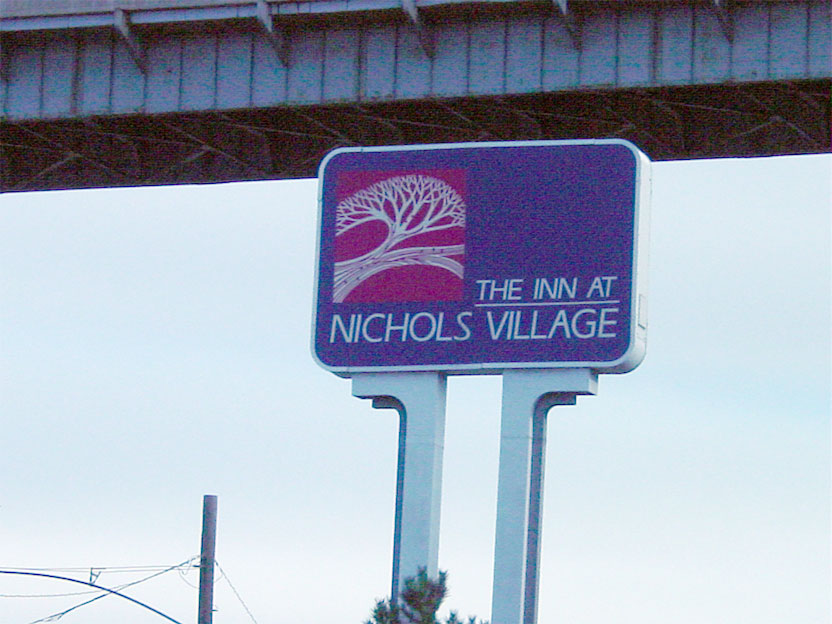 THE INN AT
NICHOLS VILLAGE